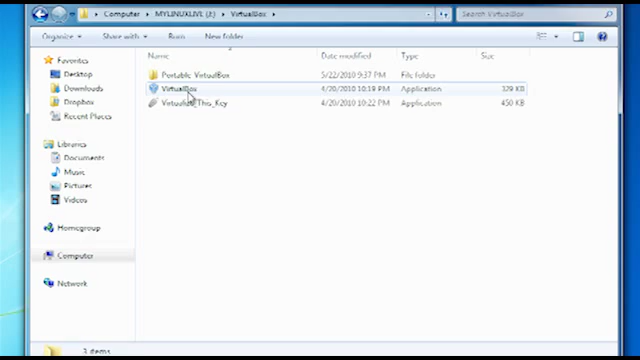 Computer ▸ MYLINUXLIVE (J:) ▸ VirtualBox ▸ Search VirtualBox
Organize Share with Burn New folder
Name Date modified Type Size
Favorites
Desktop
Downloads
Dropbox
Recent Places
Libraries
Documents
Music
Pictures
Videos
Homegroup
Computer
Network
Portable-VirtualBox 5/22/2010 9:37 PM File folder
VirtualBox 4/20/2010 10:19 PM Application 329 KB
Virtualize_This_Key 4/20/2010 10:22 PM Application 450 KB
3 items